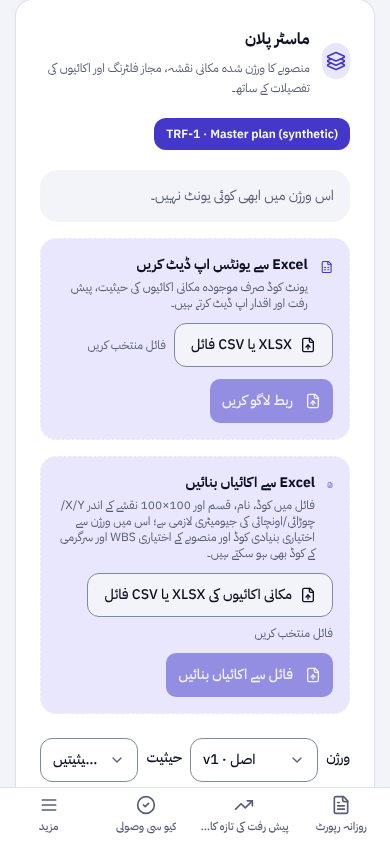 ماسٹر پلان
منصوبے کا ورژن شدہ مکانی نقشہ، مجاز فلٹرنگ اور اکائیوں کی
تفصیلات کے ساتھ۔
TRF-1 · Master plan (synthetic)
اس ورژن میں ابھی کوئی یونٹ نہیں۔
Excel سے یونٹس اپ ڈیٹ کریں
یونٹ کوڈ صرف موجودہ مکانی اکائیوں کی حیثیت، پیش
رفت اور اقدار اپ ڈیٹ کرتے ہیں۔
XLSX یا CSV فائل
فائل منتخب کریں
ربط لاگو کریں
Excel سے اکائیاں بنائیں
فائل میں کوڈ، نام، قسم اور 100×100 نقشے کے اندر X/Y/
چوڑائی/اونچائی کی جیومیٹری لازمی ہے؛ اس میں ورژن سے
اختیاری بنیادی کوڈ اور منصوبے کے اختیاری WBS اور سرگرمی
کے کوڈ بھی ہو سکتے ہیں۔
مکانی اکائیوں کی XLSX یا CSV فائل
فائل منتخب کریں
فائل سے اکائیاں بنائیں
ورژن
اصل · v1
حیثیت
...یثیتیں
روزانہ رپورٹ
پیش رفت کی تازہ کا...
کیو سی وصولی
مزید